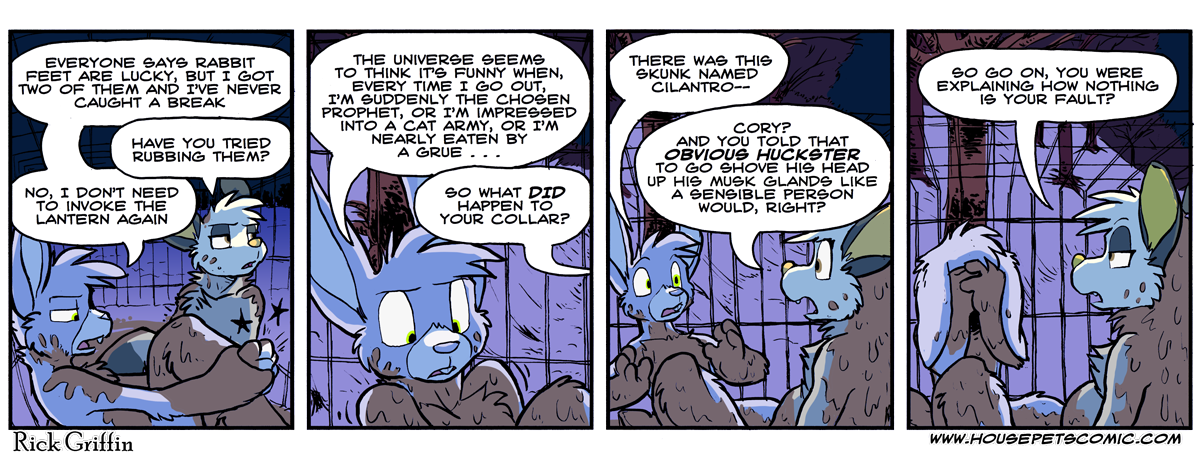 EVERYONE SAYS RABBIT
FEET ARE LUCKY, BUT I GOT
TWO OF THEM AND I'VE NEVER
CAUGHT A BREAK
HAVE YOU TRIED
RUBBING THEM?
NO, I DON'T NEED
TO INVOKE THE
LANTERN AGAIN
THE UNIVERSE SEEMS
TO THINK IT'S FUNNY WHEN,
EVERY TIME I GO OUT,
I'M SUDDENLY THE CHOSEN
PROPHET, OR I'M IMPRESSED
INTO A CAT ARMY, OR I'M
NEARLY EATEN BY
A GRUE . . .
SO WHAT DID
HAPPEN TO
YOUR COLLAR?
THERE WAS THIS
SKUNK NAMED
CILANTRO--
CORY?
AND YOU TOLD THAT
OBVIOUS HUCKSTER
TO GO SHOVE HIS HEAD
UP HIS MUSK GLANDS LIKE
A SENSIBLE PERSON
WOULD, RIGHT?
SO GO ON, YOU WERE
EXPLAINING HOW NOTHING
IS YOUR FAULT?
Rick Griffin
WWW.HOUSEPETSCOMIC.COM